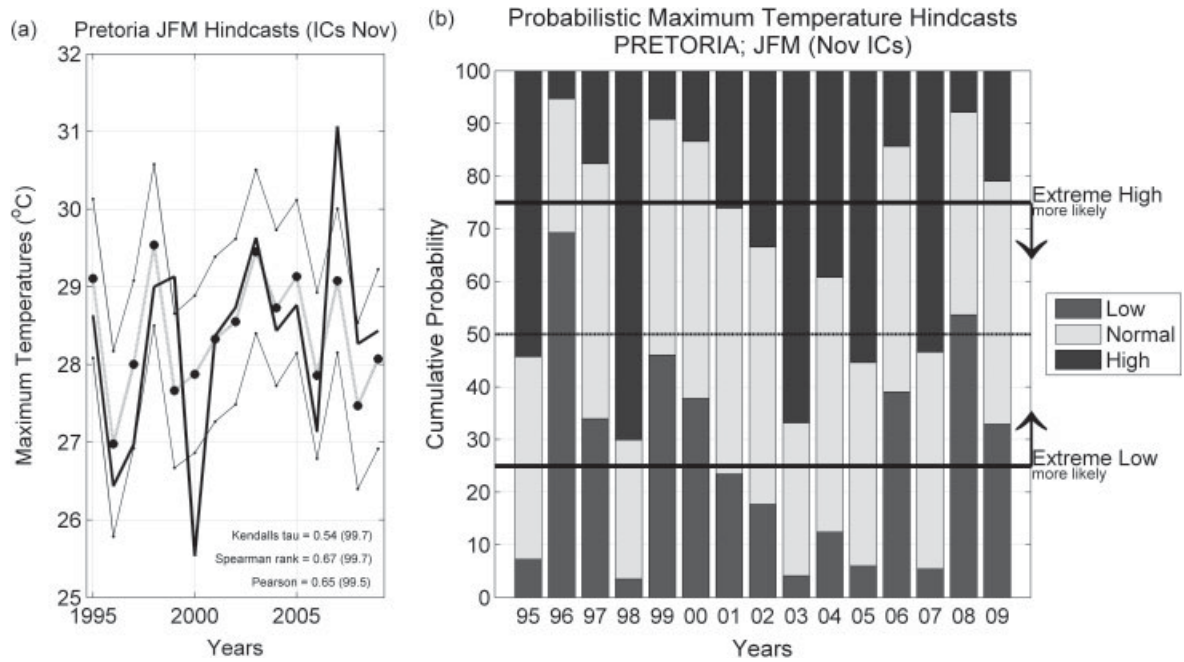 (a)
Pretoria JFM Hindcasts (ICs Nov)
Maximum Temperatures (°C)
32
31
30
29
28
27
26
25
Kendalls tau = 0.54 (99.7)
Spearman rank = 0.67 (99.7)
Pearson = 0.65 (99.5)
1995 2000 2005
Years
(b)
Probabilistic Maximum Temperature Hindcasts
PRETORIA; JFM (Nov ICs)
Cumulative Probability
100
90
80
70
60
50
40
30
20
10
0
95 96 97 98 99 00 01 02 03 04 05 06 07 08 09
Years
Extreme High
more likely
Low
Normal
High
Extreme Low
more likely